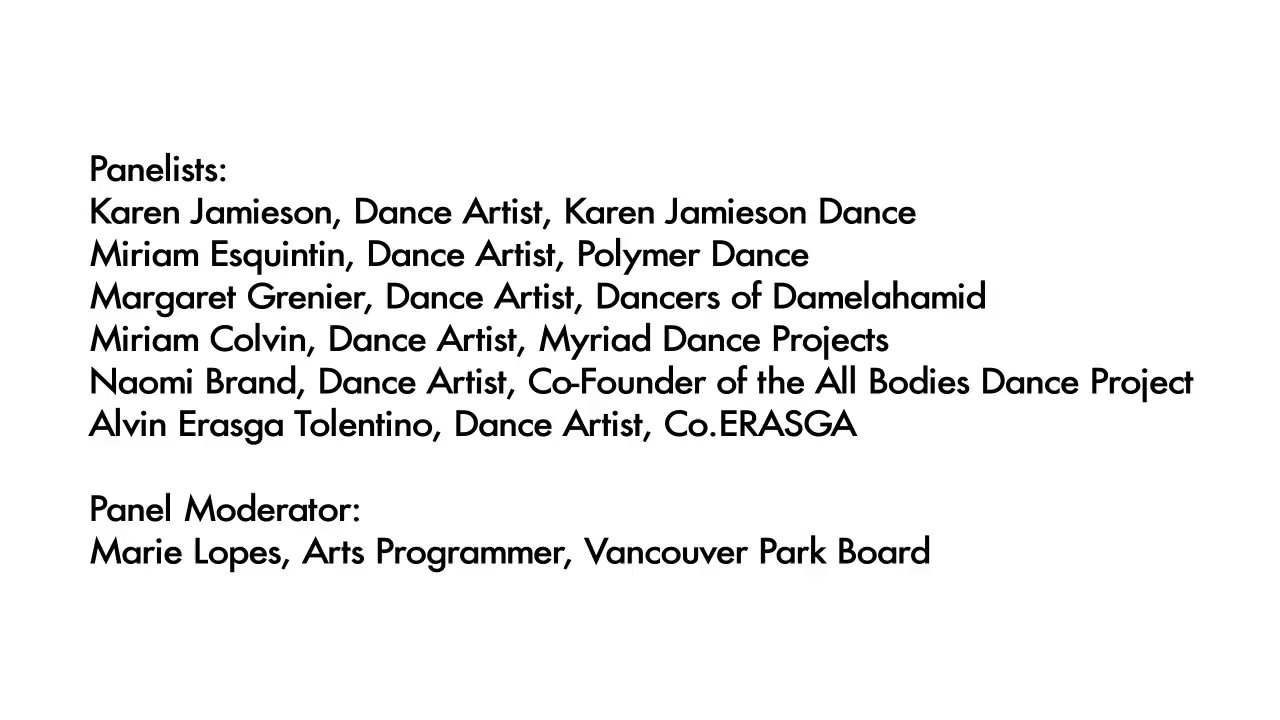 Panelists:
Karen Jamieson, Dance Artist, Karen Jamieson Dance
Miriam Esquintin, Dance Artist, Polymer Dance
Margaret Grenier, Dance Artist, Dancers of Damelahamid
Miriam Colvin, Dance Artist, Myriad Dance Projects
Naomi Brand, Dance Artist, Co-Founder of the All Bodies Dance Project
Alvin Erasga Tolentino, Dance Artist, Co.ERASGA
Panel Moderator:
Marie Lopes, Arts Programmer, Vancouver Park Board